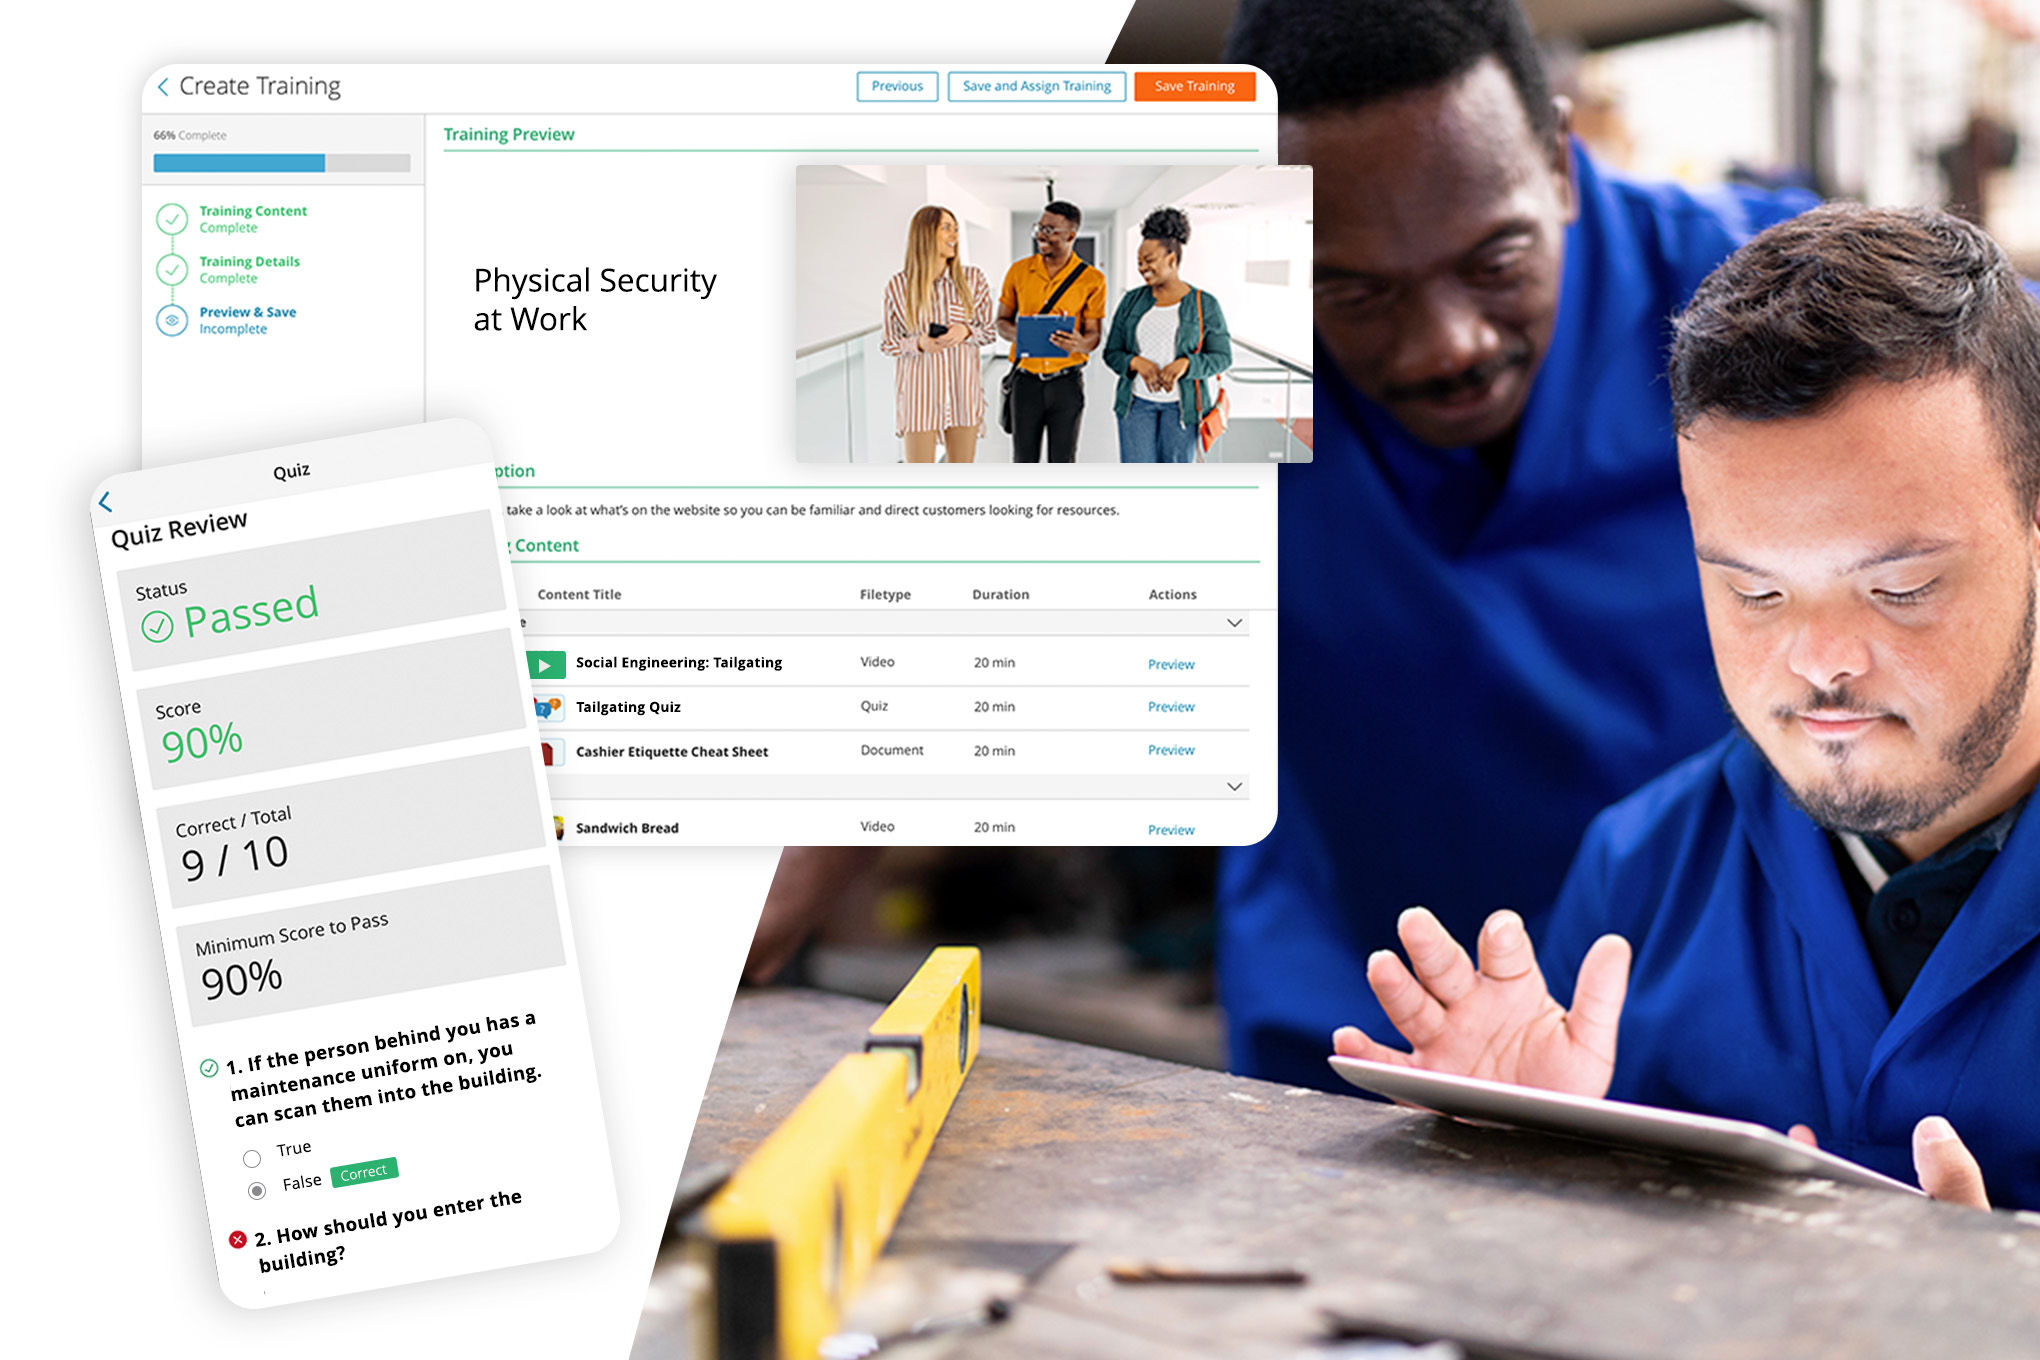 Create Training
Previous
Save and Assign Training
Save Training
66% Complete
Training Content
Complete
Training Details
Complete
Preview & Save
Incomplete
Training Preview
Physical Security
at Work
ption
take a look at what's on the website so you can be familiar and direct customers looking for resources.
Content
Content Title Filetype Duration Actions
e
Social Engineering: Tailgating Video 20 min Preview
Tailgating Quiz Quiz 20 min Preview
Cashier Etiquette Cheat Sheet Document 20 min Preview
Sandwich Bread Video 20 min Preview
Quiz
Quiz Review
Status
Passed
Score
90%
Correct / Total
9 / 10
Minimum Score to Pass
90%
1. If the person behind you has a
maintenance uniform on, you
can scan them into the building.
True
False Correct
2. How should you enter the
building?